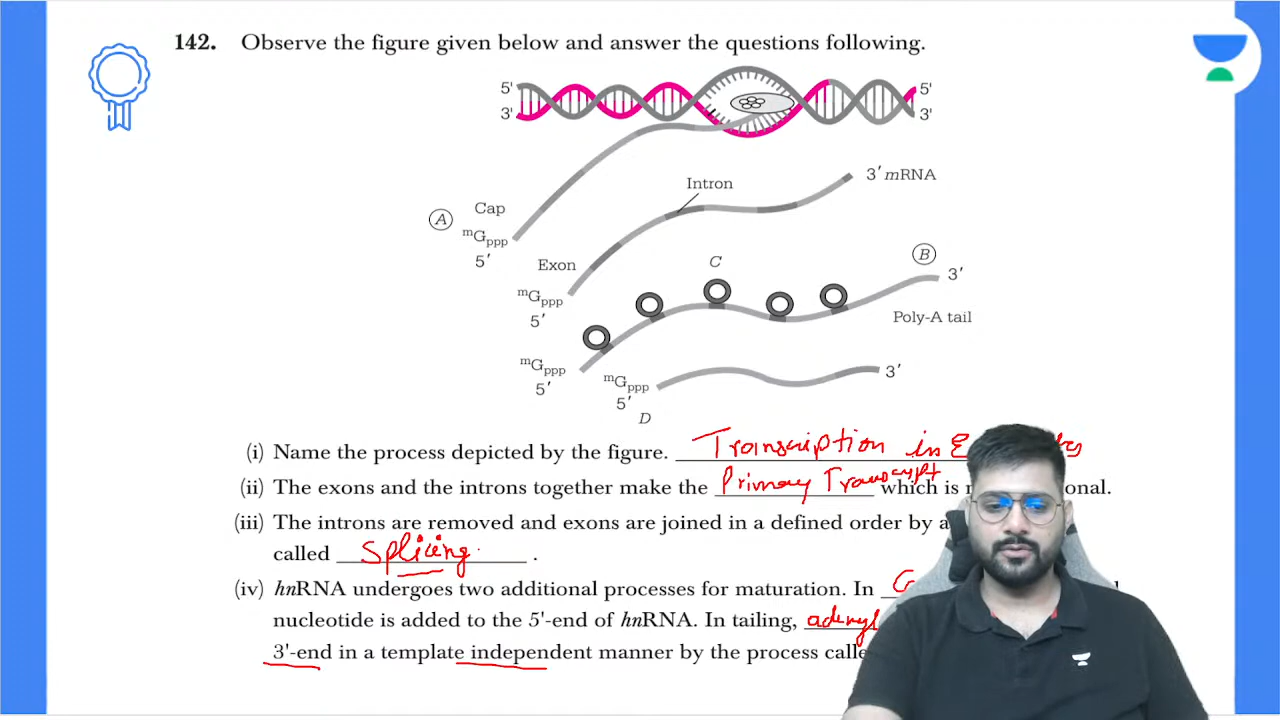 142. Observe the figure given below and answer the questions following.
5' 5'
3' 3'
3′ mRNA
Intron
A Cap
mGppp
5′
Exon
C
B
3′
mGppp
5′
Poly-A tail
mGppp
5′
mGppp
5′
3′
D
(i) Name the process depicted by the figure. Transcription in
(ii) The exons and the introns together make the Primary Transcript which is
(iii) The introns are removed and exons are joined in a defined order by a
called splicing.
(iv) hnRNA undergoes two additional processes for maturation. In
nucleotide is added to the 5'-end of hnRNA. In tailing,
3'-end in a template independent manner by the process